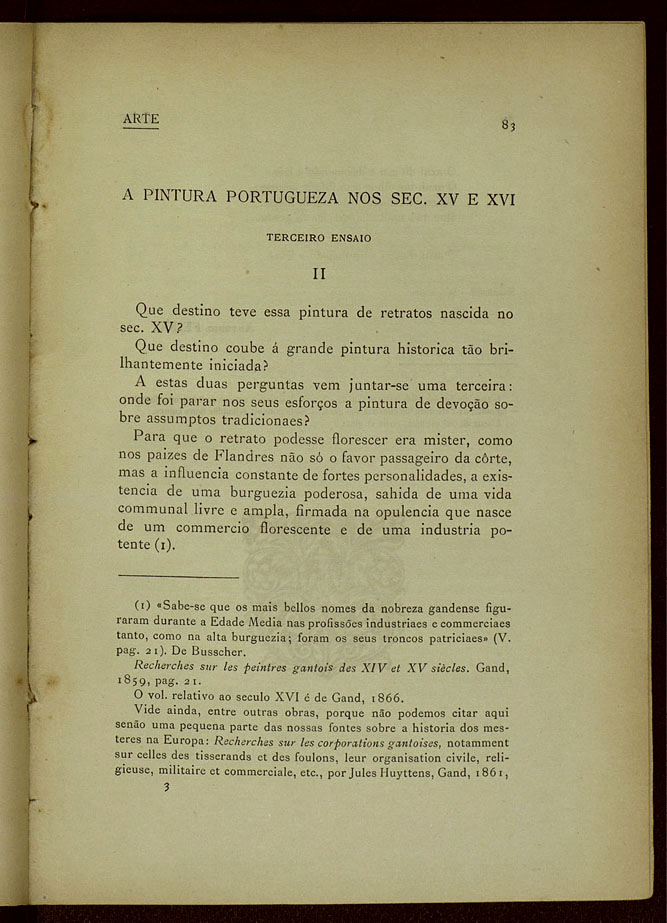 ARTE
83
A PINTURA PORTUGUEZA NOS SEC. XV E XVI
TERCEIRO ENSAIO
II
Que destino teve essa pintura de retratos nascida no
sec. XV?
Que destino coube á grande pintura historica tão bri-
lhantemente iniciada?
A estas duas perguntas vem juntar-se uma terceira:
onde foi parar nos seus esforços a pintura de devoção so-
bre assumptos tradicionaes?
Para que o retrato podesse florescer era mister, como
nos paizes de Flandres não só o favor passageiro da côrte,
mas a influencia constante de fortes personalidades, a exis-
tencia de uma burguezia poderosa, sahida de uma vida
communal livre e ampla, firmada na opulencia que nasce
de um commercio florescente e de uma industria po-
tente (1).
(1) «Sabe-se que os mais bellos nomes da nobreza gandense figu-
raram durante a Edade Media nas profissões industriaes e commerciaes
tanto, como na alta burguezia; foram os seus troncos patriciaes» (V.
pag. 21). De Busscher.
Recherches sur les peintres gantois des XIV et XV siècles. Gand,
1859, pag. 21.
O vol. relativo ao seculo XVI é de Gand, 1866.
Vide ainda, entre outras obras, porque não podemos citar aqui
senão uma pequena parte das nossas fontes sobre a historia dos mes-
teres na Europa: Recherches sur les corporations gantoises, notamment
sur celles des tisserands et des foulons, leur organisation civile, reli-
gieuse, militaire et commerciale, etc., por Jules Huyttens, Gand, 1861,
3